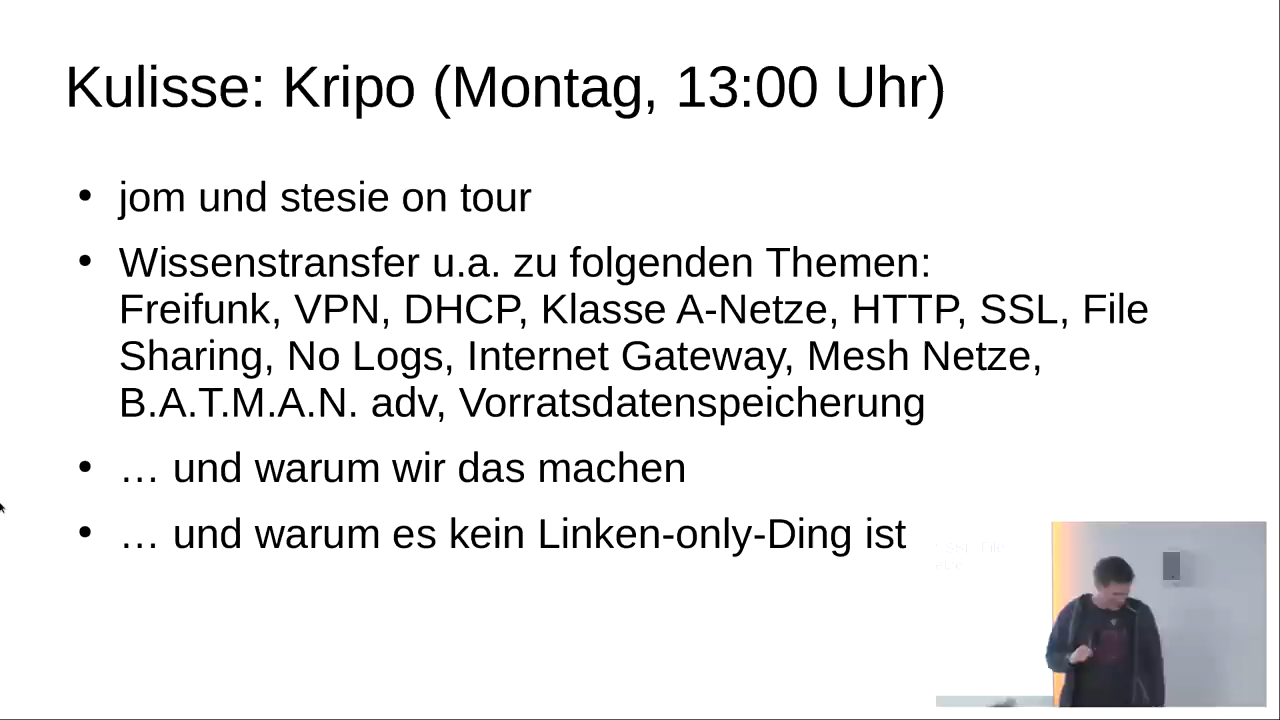 Kulisse: Kripo (Montag, 13:00 Uhr)
• jom und stesie on tour
• Wissenstransfer u.a. zu folgenden Themen:
Freifunk, VPN, DHCP, Klasse A-Netze, HTTP, SSL, File
Sharing, No Logs, Internet Gateway, Mesh Netze,
B.A.T.M.A.N. adv, Vorratsdatenspeicherung
• … und warum wir das machen
• … und warum es kein Linken-only-Ding ist